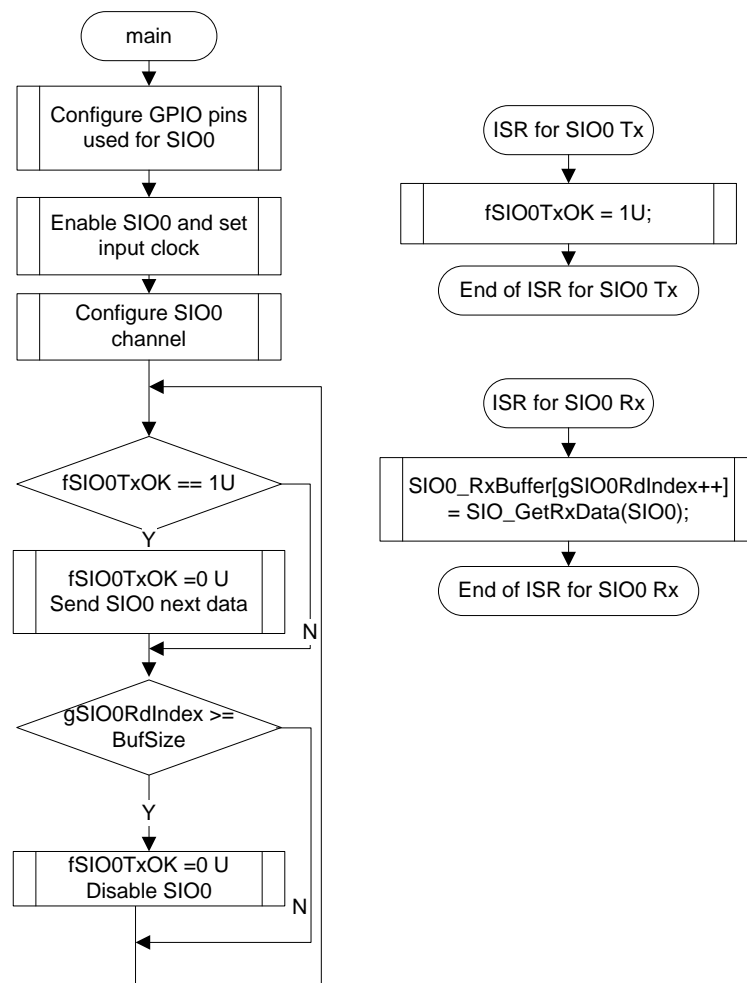 main
Configure GPIO pins
used for SIO0
Enable SIO0 and set
input clock
Configure SIO0
channel
fSIO0TxOK == 1U
Y
fSIO0TxOK =0 U
Send SIO0 next data
N
gSIO0RdIndex >=
BufSize
Y
fSIO0TxOK =0 U
Disable SIO0
N
ISR for SIO0 Tx
fSIO0TxOK = 1U;
End of ISR for SIO0 Tx
ISR for SIO0 Rx
SIO0_RxBuffer[gSIO0RdIndex++]
= SIO_GetRxData(SIO0);
End of ISR for SIO0 Rx